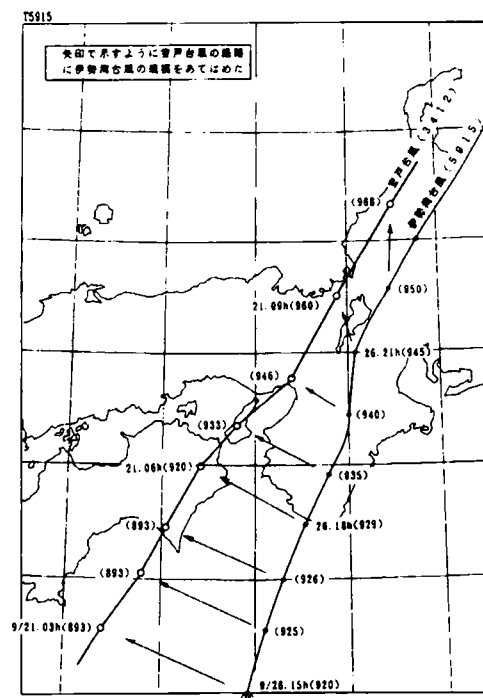 T5915
矢印で示すように室戸台風の経路
に伊勢湾台風の規模をあてはめた
室戸台風(3412)
伊勢湾台風(5915)
(968)
(950)
21.09h(960)
26.21h(945)
(946)
(940)
(933)
(935)
21.06h(920)
26.18h(929)
(893)
(893)
(926)
9/21.03h(893)
(925)
9/26.15h(920)